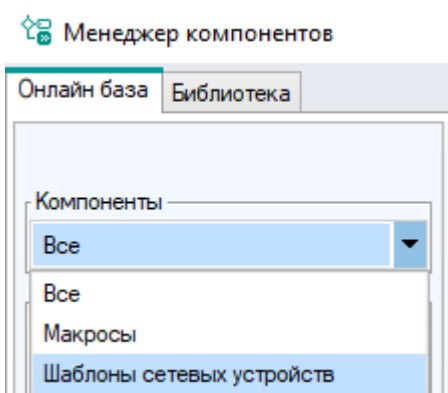 Менеджер компонентов
Онлайн база Библиотека
Компоненты
Все
Все
Макросы
Шаблоны сетевых устройств